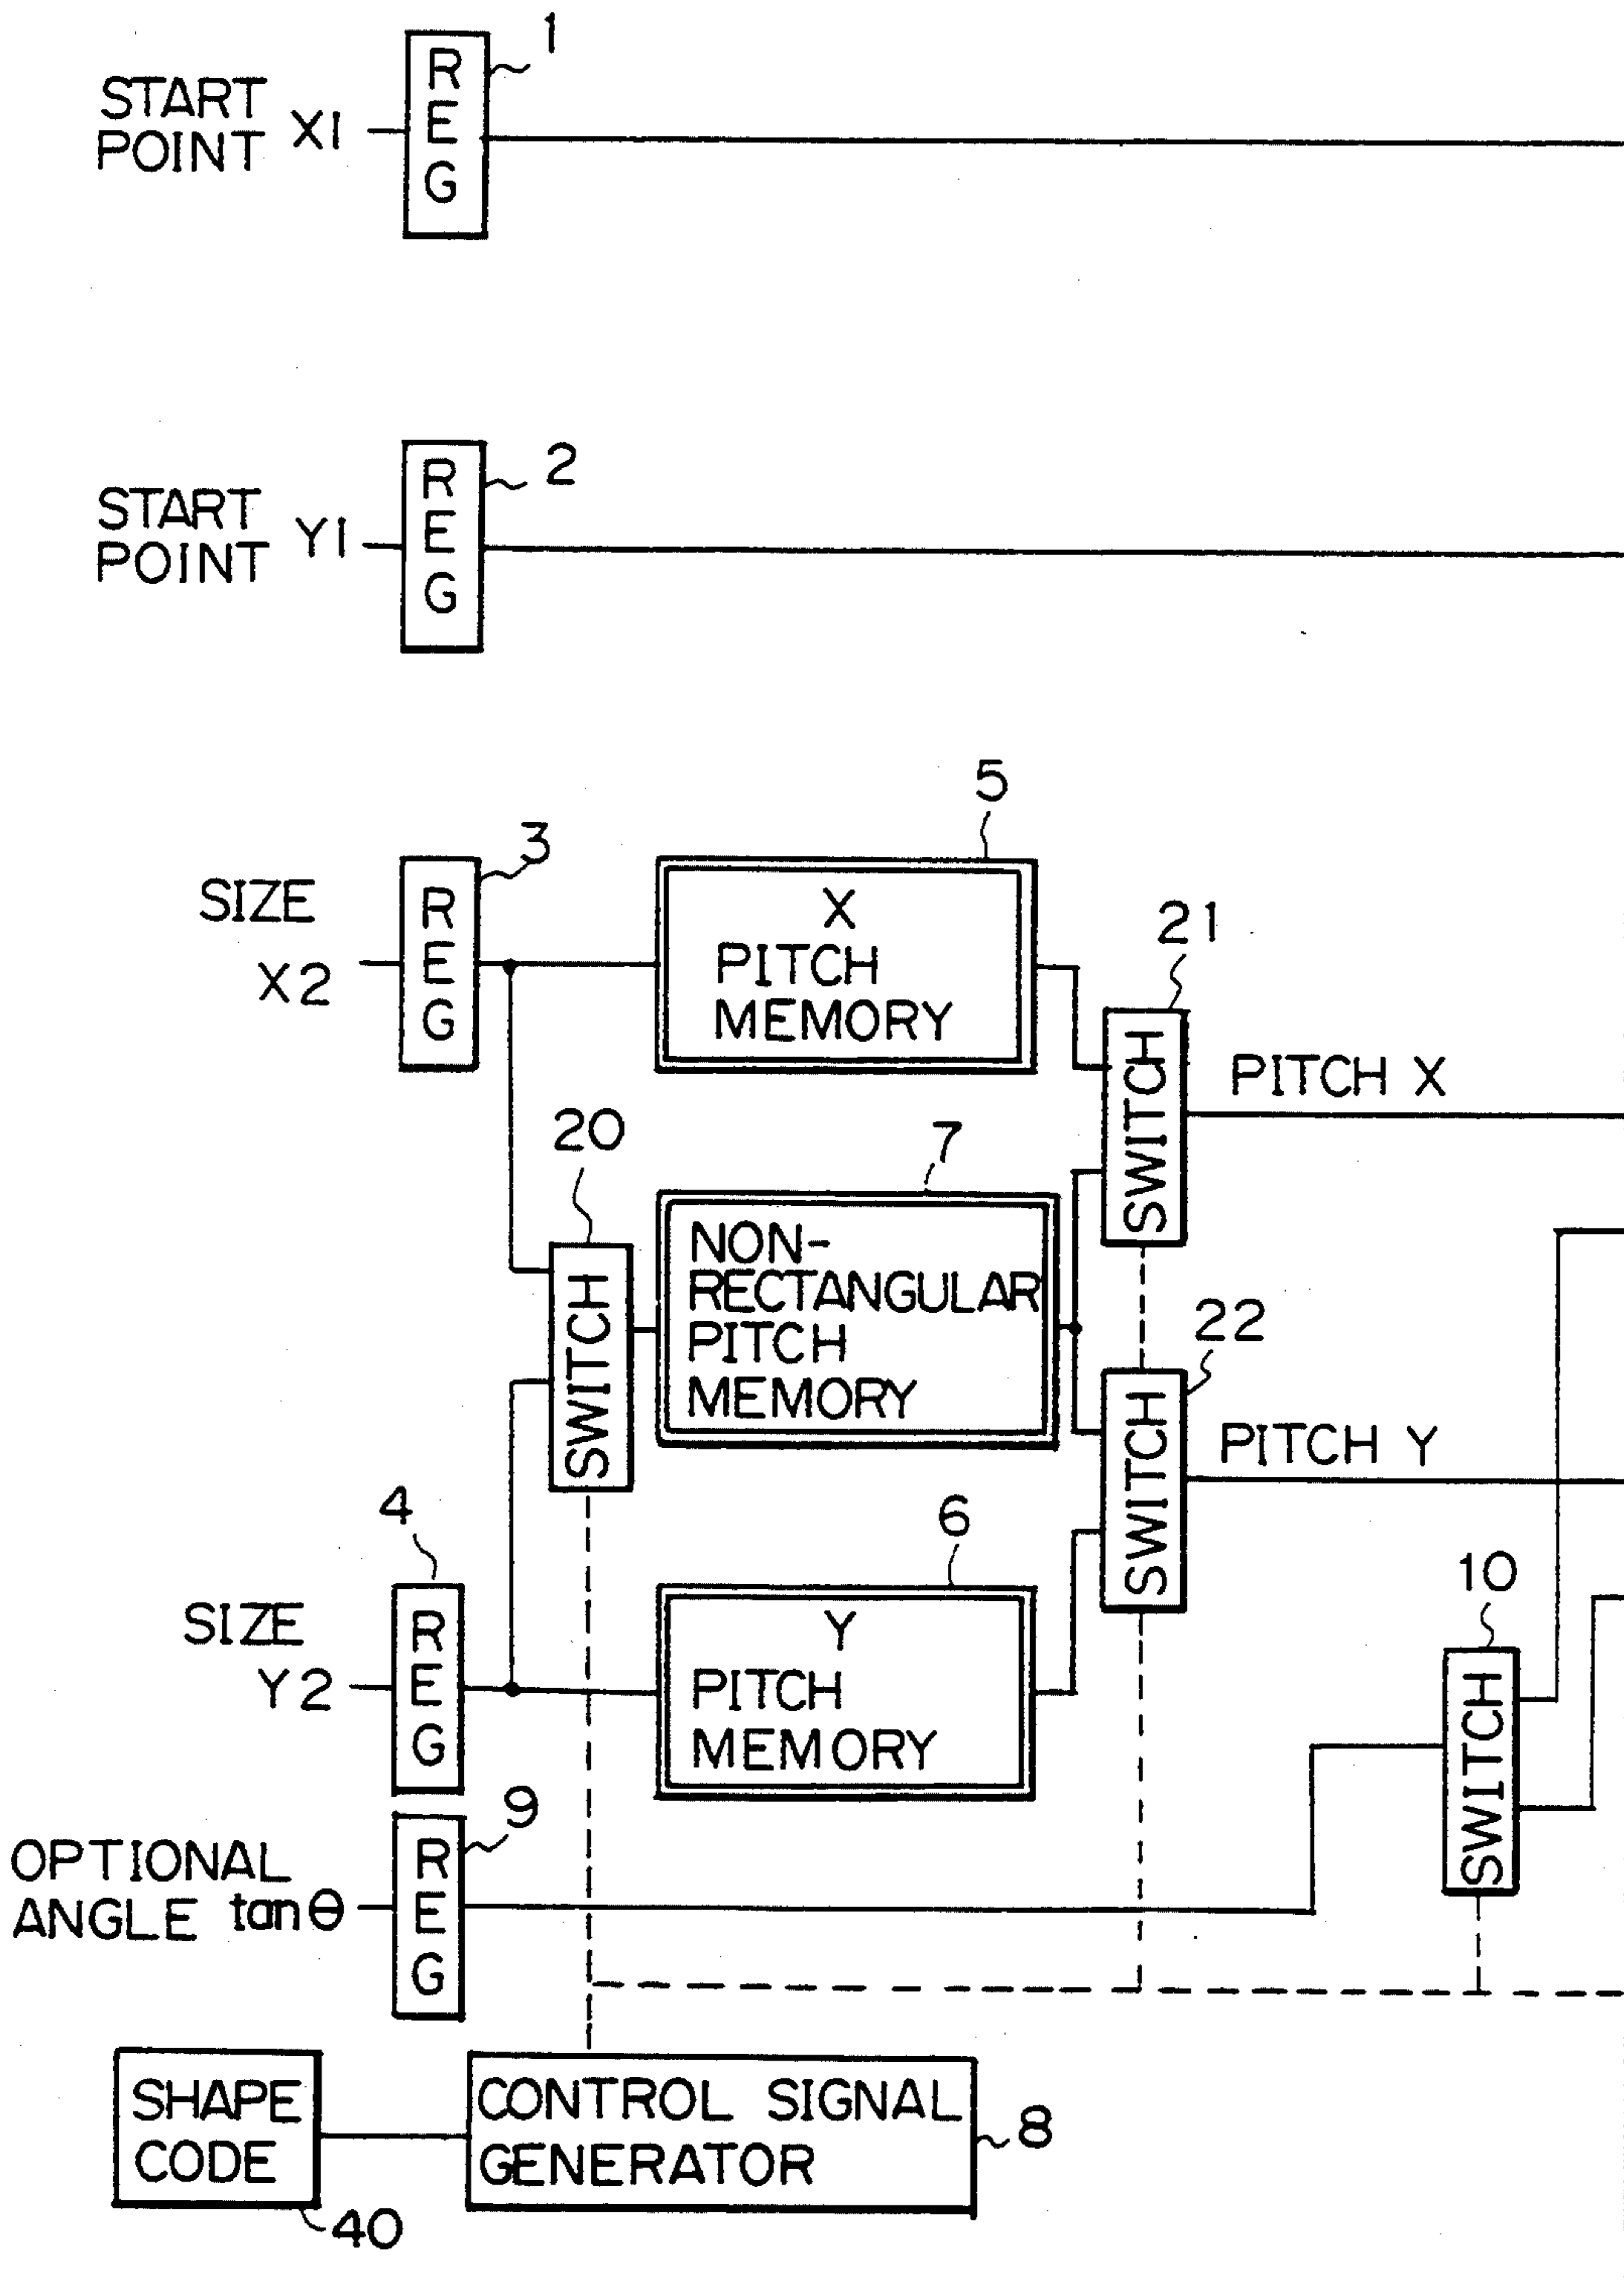 1
START
POINT X1
REG
2
START
POINT Y1
REG
5
3
SIZE
X2
REG
X
PITCH
MEMORY
21
SWITCH
PITCH X
20
SWITCH
7
NON-
RECTANGULAR
PITCH
MEMORY
22
SWITCH
PITCH Y
4
SIZE
Y2
REG
6
Y
PITCH
MEMORY
10
SWITCH
9
OPTIONAL
ANGLE tanθ
REG
SHAPE
CODE
40
CONTROL SIGNAL
GENERATOR
8